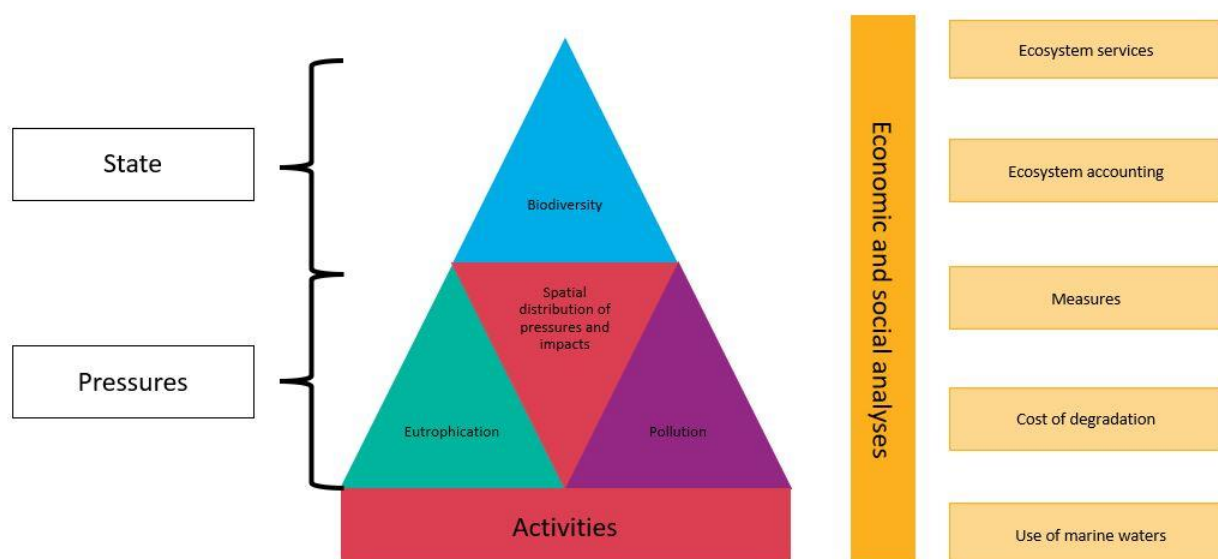 State
Pressures
Biodiversity
Spatial
distribution of
pressures and
impacts
Eutrophication
Pollution
Activities
Economic and social analyses
Ecosystem services
Ecosystem accounting
Measures
Cost of degradation
Use of marine waters